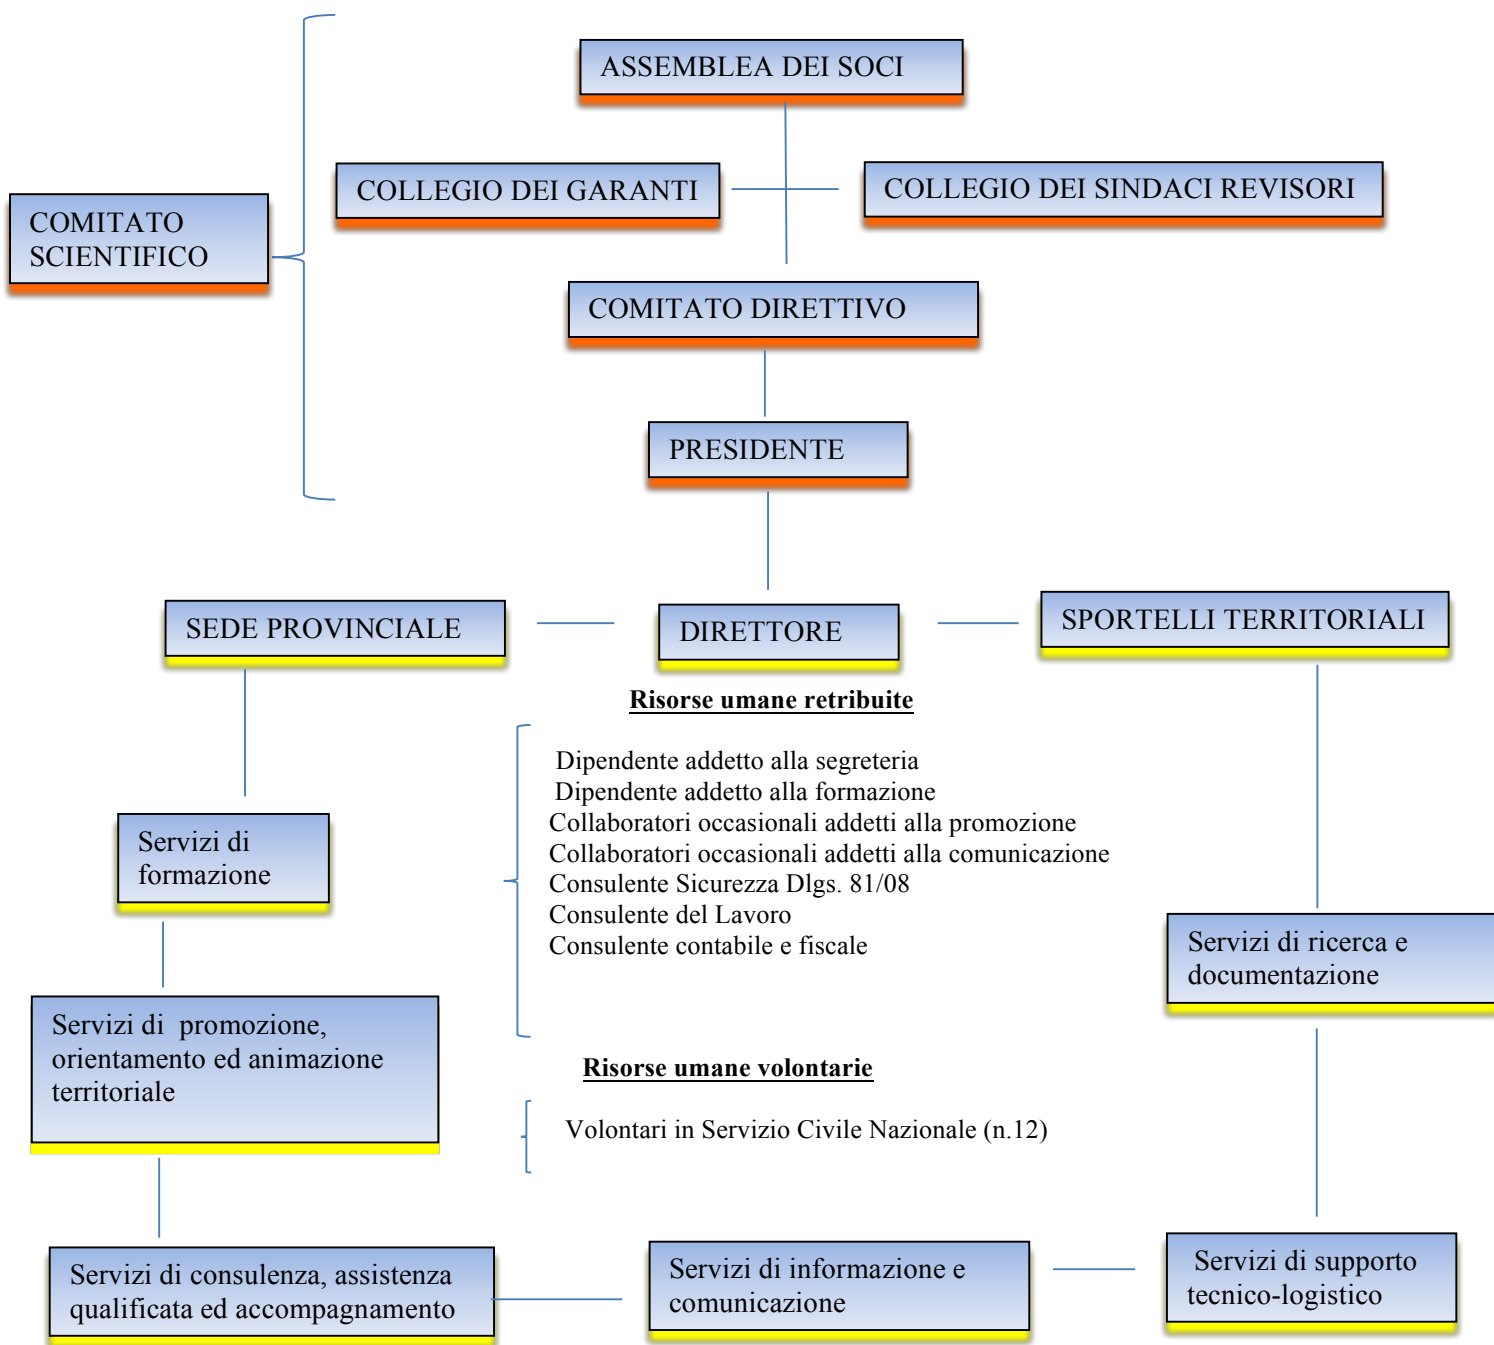 ASSEMBLEA DEI SOCI
COLLEGIO DEI GARANTI
COLLEGIO DEI SINDACI REVISORI
COMITATO
SCIENTIFICO
COMITATO DIRETTIVO
PRESIDENTE
SEDE PROVINCIALE
DIRETTORE
SPORTELLI TERRITORIALI
Risorse umane retribuite
Dipendente addetto alla segreteria
Dipendente addetto alla formazione
Collaboratori occasionali addetti alla promozione
Collaboratori occasionali addetti alla comunicazione
Consulente Sicurezza Dlgs. 81/08
Consulente del Lavoro
Consulente contabile e fiscale
Servizi di
formazione
Servizi di ricerca e
documentazione
Servizi di  promozione,
orientamento ed animazione
territoriale
Risorse umane volontarie
Volontari in Servizio Civile Nazionale (n.12)
Servizi di consulenza, assistenza
qualificata ed accompagnamento
Servizi di informazione e
comunicazione
Servizi di supporto
tecnico-logistico